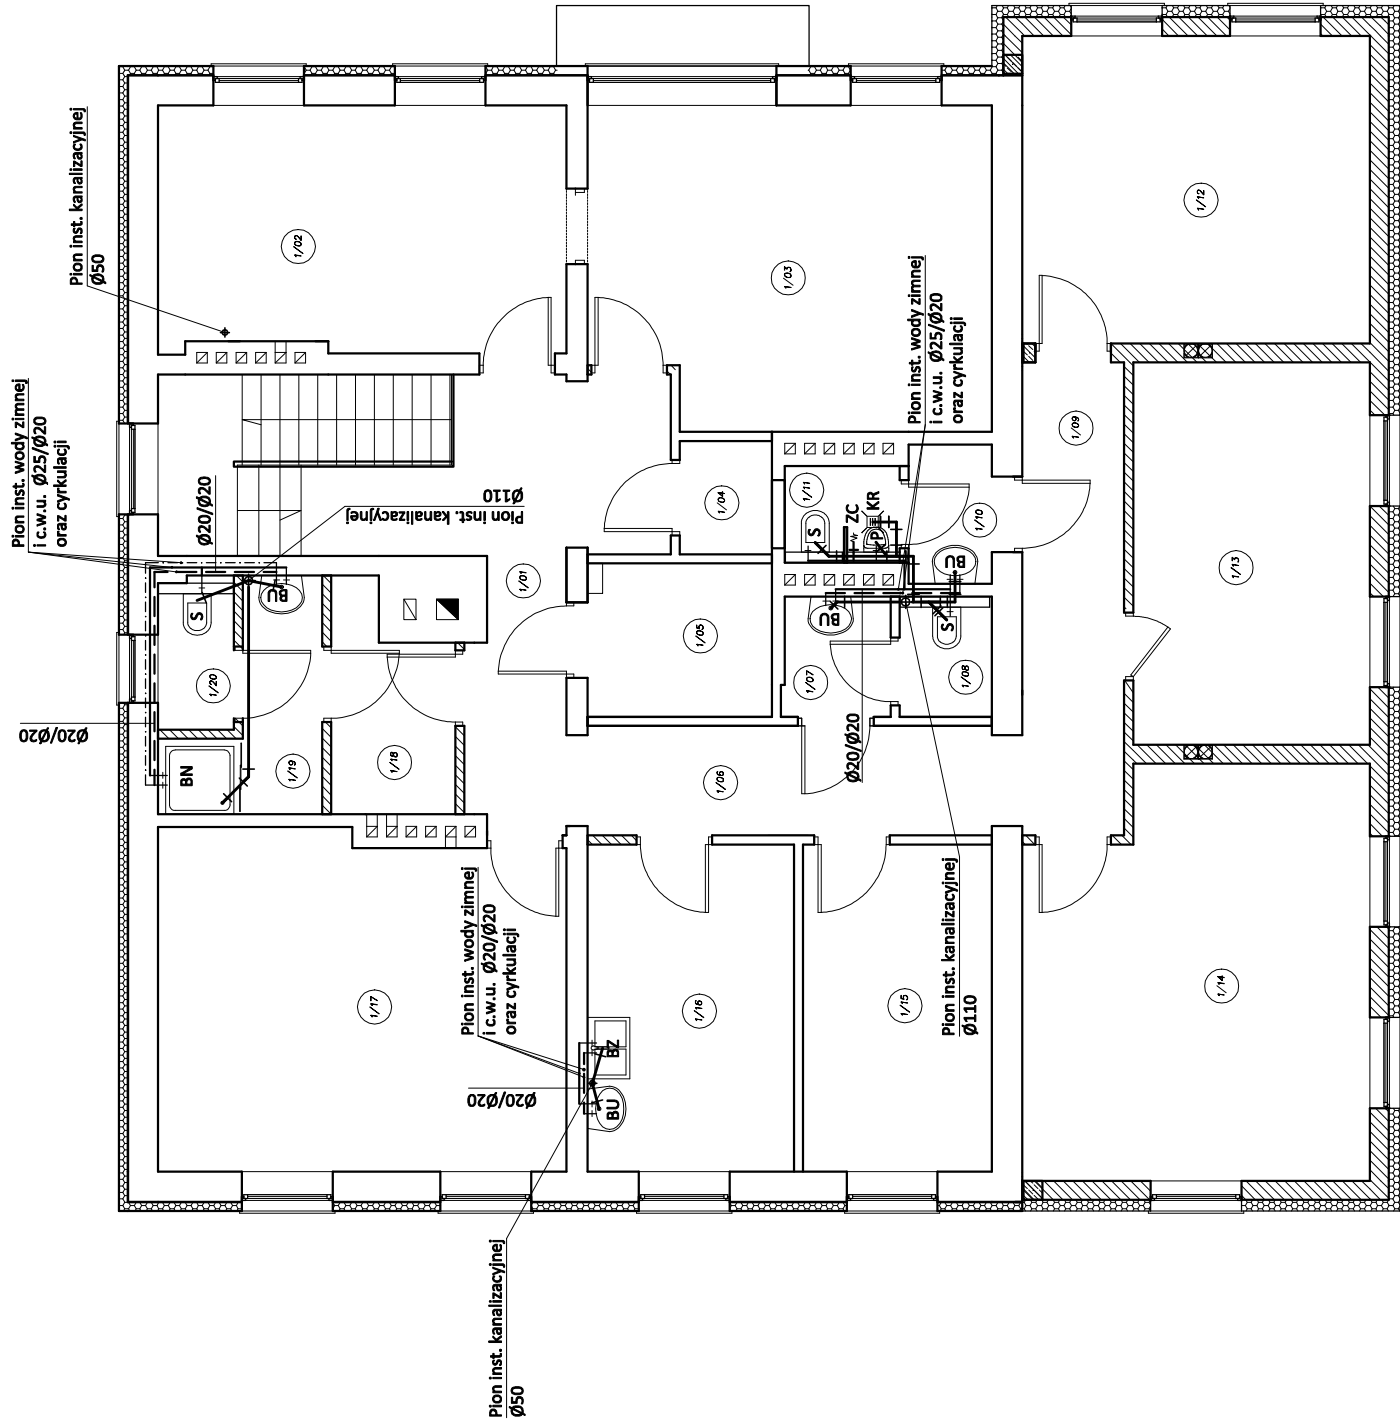 Pion inst. kanalizacyjnej
Ø50
Pion inst. wody zimnej
i c.w.u. Ø25/Ø20
oraz cyrkulacji
Ø20/Ø20
Pion inst. kanalizacyjnej
Ø110
Ø20/Ø20
1/02
1/03
1/12
Pion inst. wody zimnej
i c.w.u. Ø25/Ø20
oraz cyrkulacji
1/09
1/04
1/11
S
ZC
KR
P
1/10
BU
1/01
S
BU
1/20
BN
1/19
1/18
1/05
1/07
BU
S
1/08
1/13
1/06
Ø20/Ø20
Pion inst. wody zimnej
i c.w.u. Ø20/Ø20
oraz cyrkulacji
Ø20/Ø20
1/17
BZ
BU
1/16
1/15
Pion inst. kanalizacyjnej
Ø110
1/14
Pion inst. kanalizacyjnej
Ø50